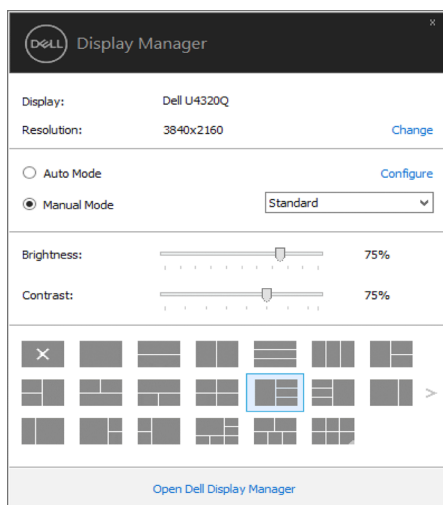 x
DELL Display Manager
Display: Dell U4320Q
Resolution: 3840x2160 Change
Auto Mode Configure
Manual Mode Standard
Brightness: 75%
Contrast: 75%
Open Dell Display Manager